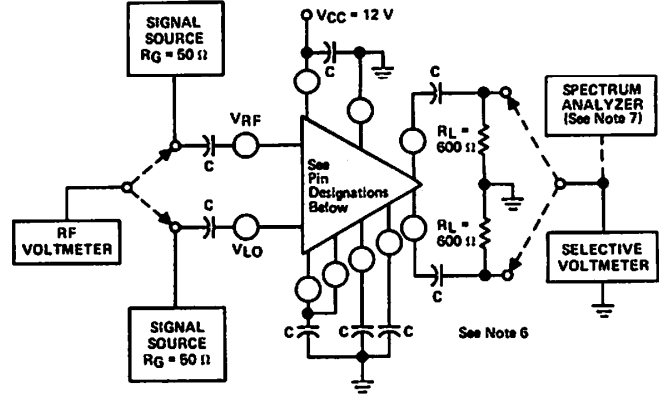 SIGNAL
SOURCE
RG = 50 Ω
VCC = 12 V
C
C
VRF
C
SPECTRUM
ANALYZER
(See Note 7)
RL =
600 Ω
See
Pin
Designations
Below
RF
VOLTMETER
C
VLO
RL =
600 Ω
SELECTIVE
VOLTMETER
C
SIGNAL
SOURCE
RG = 50 Ω
C
C
C
See Note 6